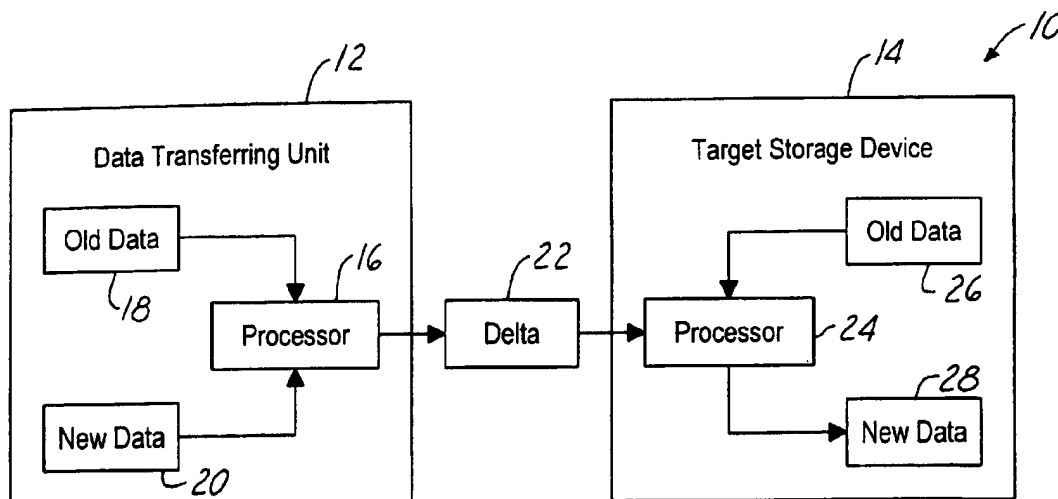 10
12
14
Data Transferring Unit
Target Storage Device
Old Data
18
16
22
Old Data
26
Processor
Delta
Processor
24
New Data
20
28
New Data